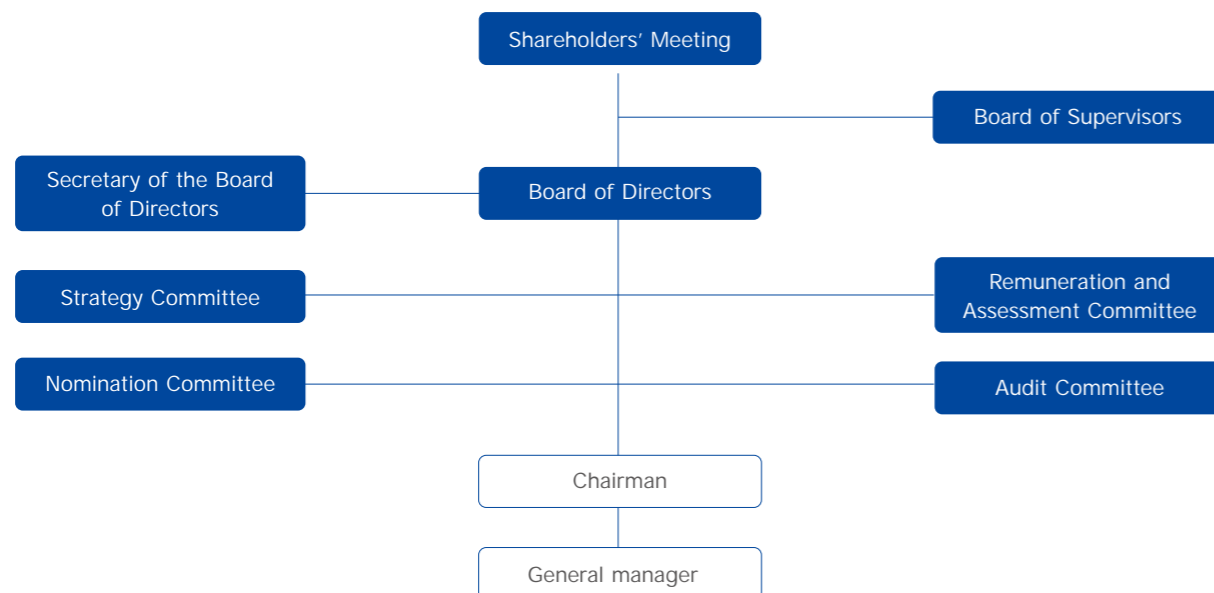 Shareholders’ Meeting
Board of Supervisors
Secretary of the Board
of Directors
Board of Directors
Strategy Committee
Remuneration and
Assessment Committee
Nomination Committee
Audit Committee
Chairman
General manager